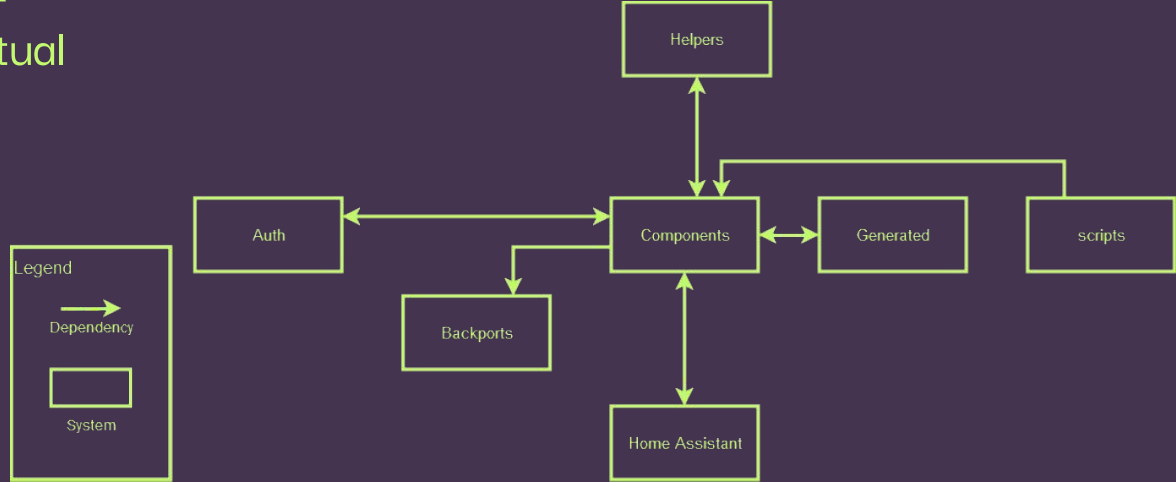 tual
Helpers
Auth
Components
Generated
scripts
Legend
Dependency
Backports
System
Home Assistant